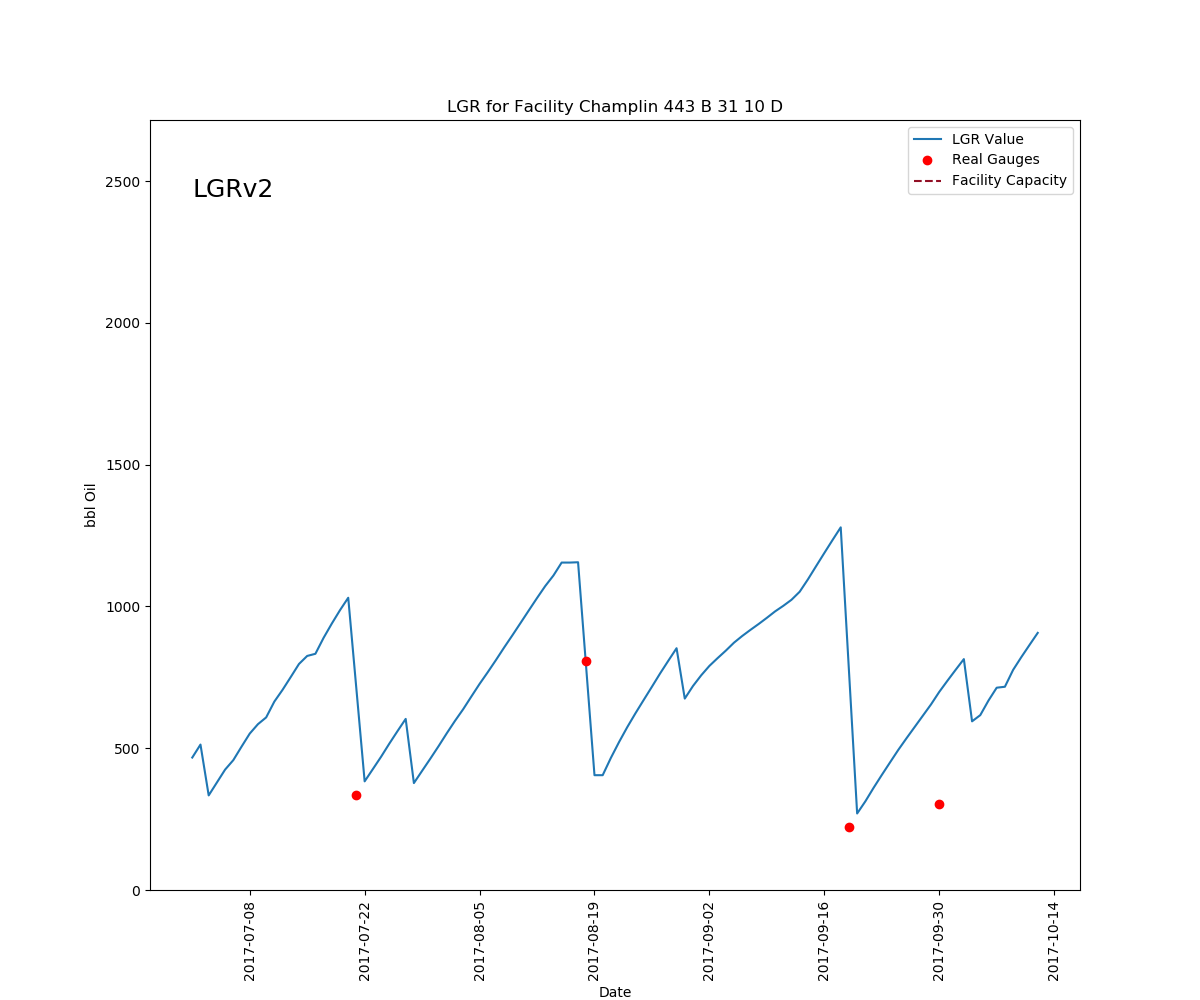 LGR for Facility Champlin 443 B 31 10 D
LGRv2
LGR Value
Real Gauges
Facility Capacity
bbl Oil
2500
2000
1500
1000
500
0
2017-07-08
2017-07-22
2017-08-05
2017-08-19
2017-09-02
2017-09-16
2017-09-30
2017-10-14
Date